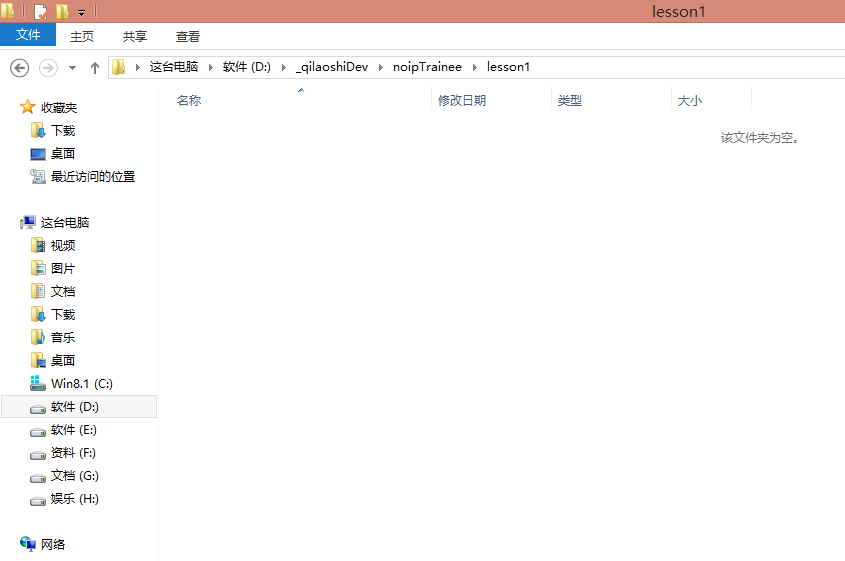 lesson1
文件 主页 共享 查看
这台电脑 软件 (D:) _qilaoshiDev noipTrainee lesson1
名称 修改日期 类型 大小
该文件夹为空。
收藏夹
下载
桌面
最近访问的位置
这台电脑
视频
图片
文档
下载
音乐
桌面
Win8.1 (C:)
软件 (D:)
软件 (E:)
资料 (F:)
文档 (G:)
娱乐 (H:)
网络